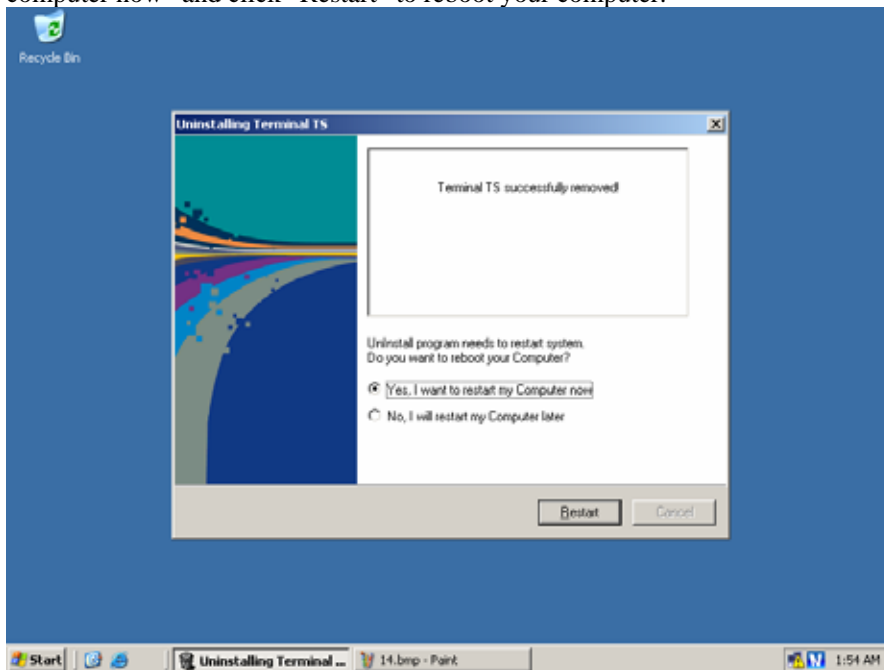 computer now" and click "Restart" to reboot your computer.
Recycle Bin
Uninstalling Terminal TS
Terminal TS successfully removed!
Uninstall program needs to restart system.
Do you want to reboot your Computer?
Yes, I want to restart my Computer now
No, I will restart my Computer later
Restart
Cancel
Start
Uninstalling Terminal ...
14.bmp - Paint
1:54 AM